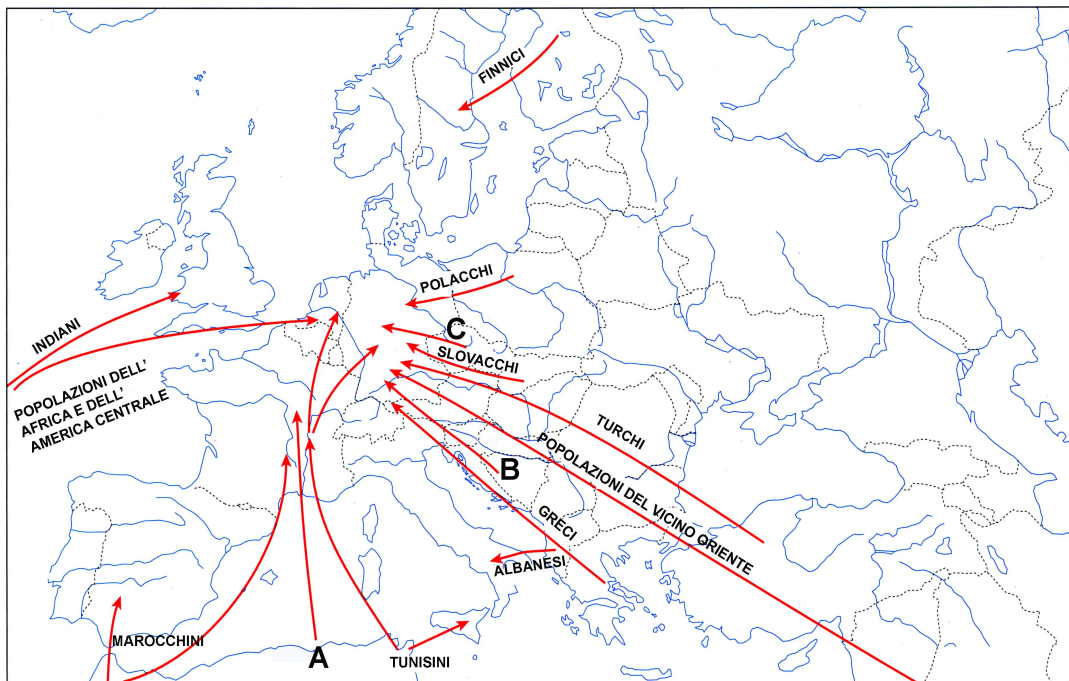 FINNICI
POLACCHI
C
SLOVACCHI
INDIANI
POPOLAZIONI DELL'
AFRICA E DELL'
AMERICA CENTRALE
TURCHI
POPOLAZIONI DEL VICINO ORIENTE
B
GRECI
ALBANESI
MAROCCHINI
A
TUNISINI